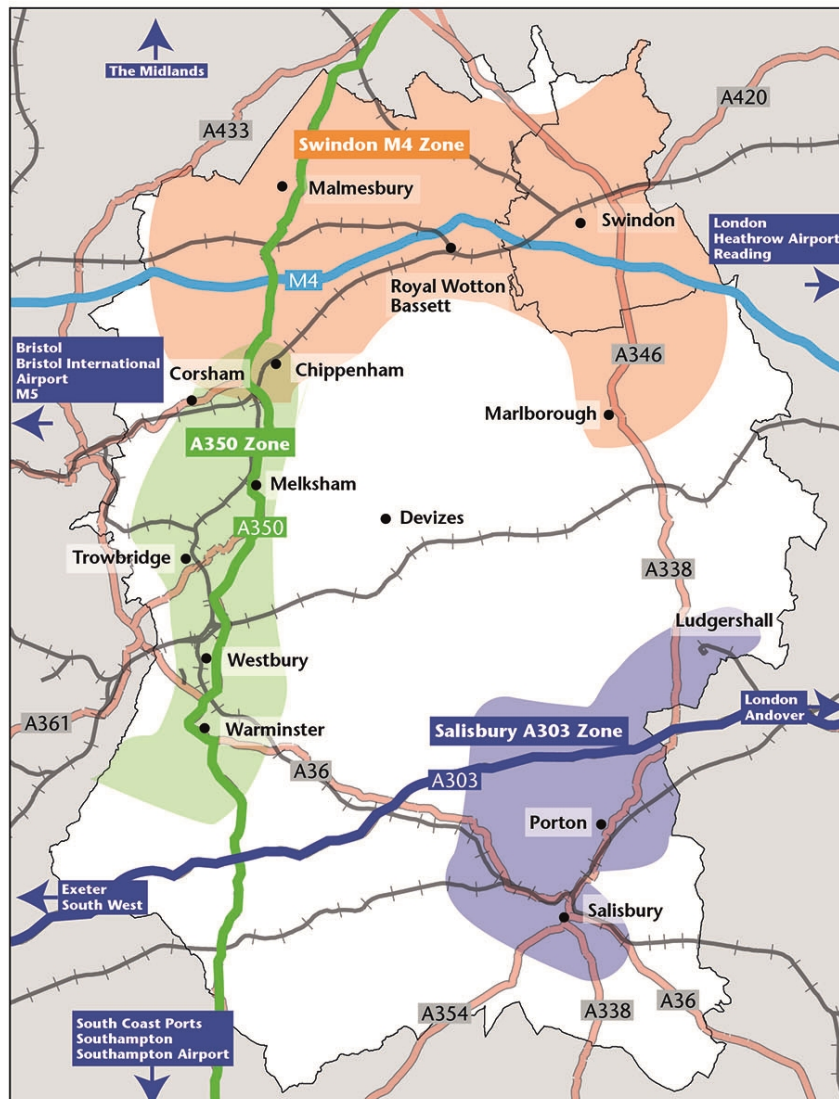 The Midlands
A433
A420
Swindon M4 Zone
Malmesbury
Swindon
London
Heathrow Airport
Reading
M4
Royal Wotton
Bassett
Bristol
Bristol International
Airport
M5
Corsham
Chippenham
A346
Marlborough
A350 Zone
Melksham
A350
Devizes
Trowbridge
A338
Ludgershall
Westbury
A361
Warminster
Salisbury A303 Zone
London
Andover
A36
A303
Porton
Exeter
South West
Salisbury
A354
A338
A36
South Coast Ports
Southampton
Southampton Airport